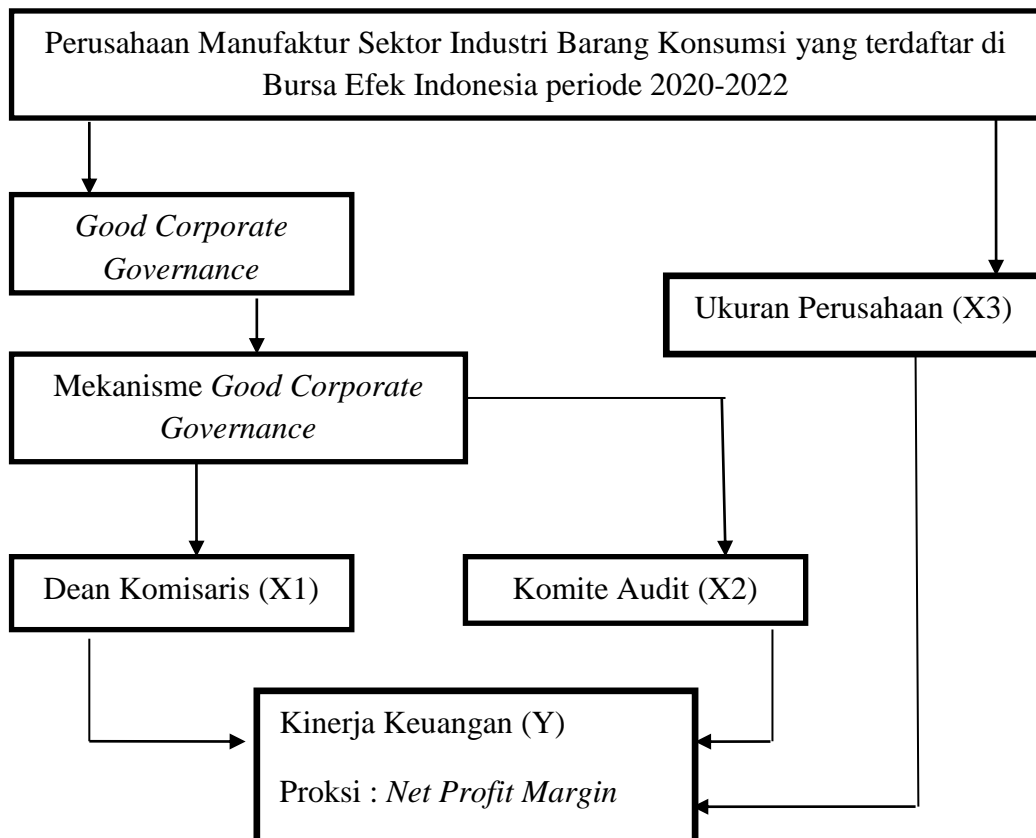 Perusahaan Manufaktur Sektor Industri Barang Konsumsi yang terdaftar di
Bursa Efek Indonesia periode 2020-2022
Good Corporate
Governance
Ukuran Perusahaan (X3)
Mekanisme Good Corporate
Governance
Dean Komisaris (X1)
Komite Audit (X2)
Kinerja Keuangan (Y)
Proksi : Net Profit Margin